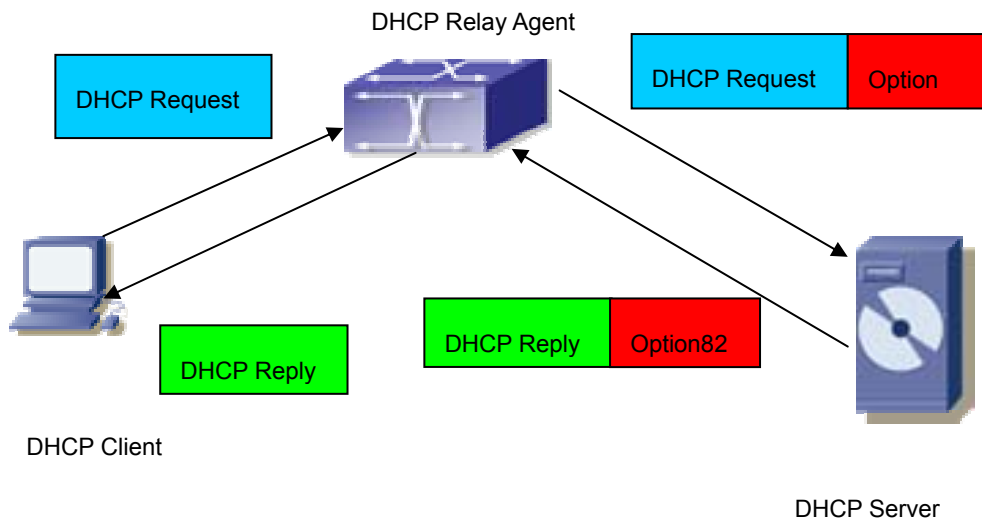 DHCP Relay Agent
DHCP Request
DHCP Request Option
DHCP Reply Option82
DHCP Reply
DHCP Client
DHCP Server